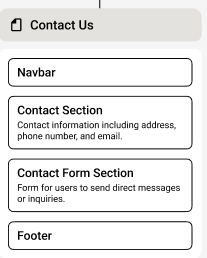 Contact Us
Navbar
Contact Section
Contact information including address,
phone number, and email.
Contact Form Section
Form for users to send direct messages
or inquiries.
Footer